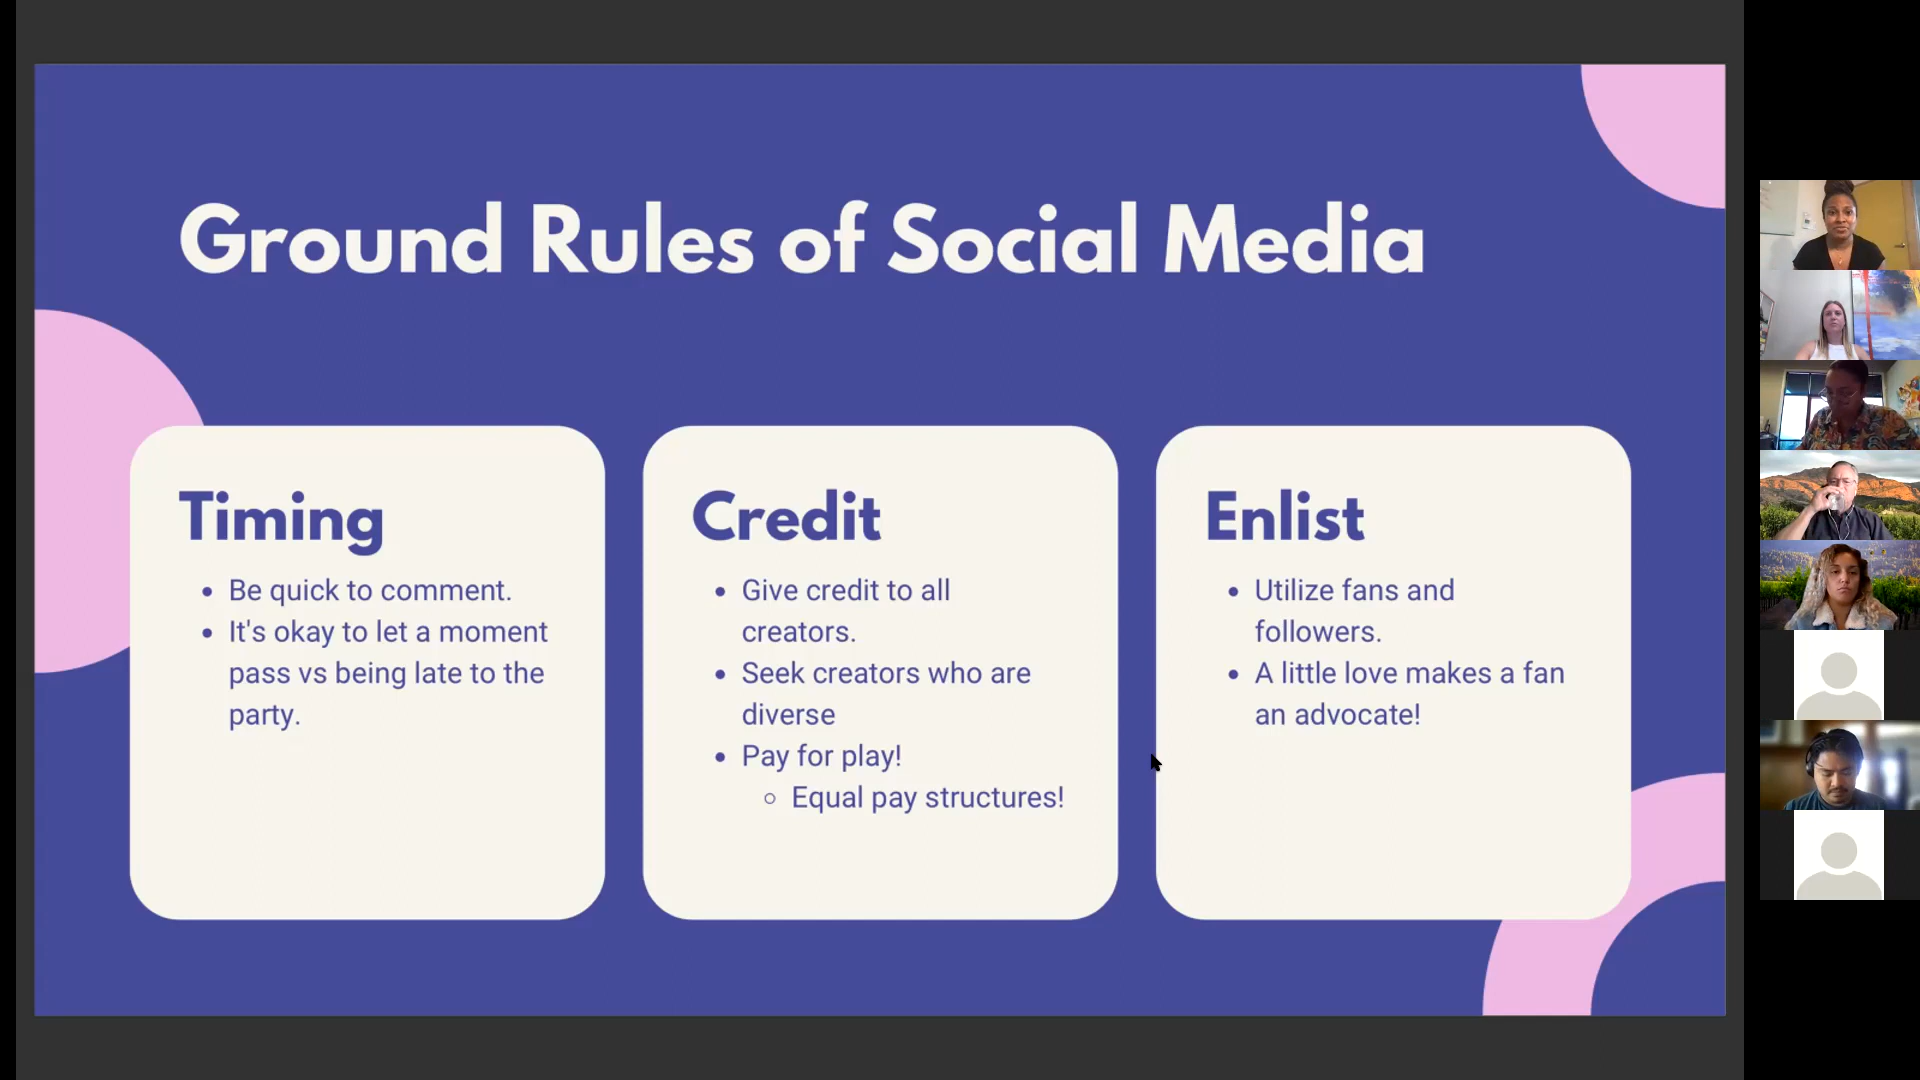 Ground Rules of Social Media
Timing
• Be quick to comment.
• It's okay to let a moment
pass vs being late to the
party.
Credit
• Give credit to all
creators.
• Seek creators who are
diverse
• Pay for play!
○ Equal pay structures!
Enlist
• Utilize fans and
followers.
• A little love makes a fan
an advocate!